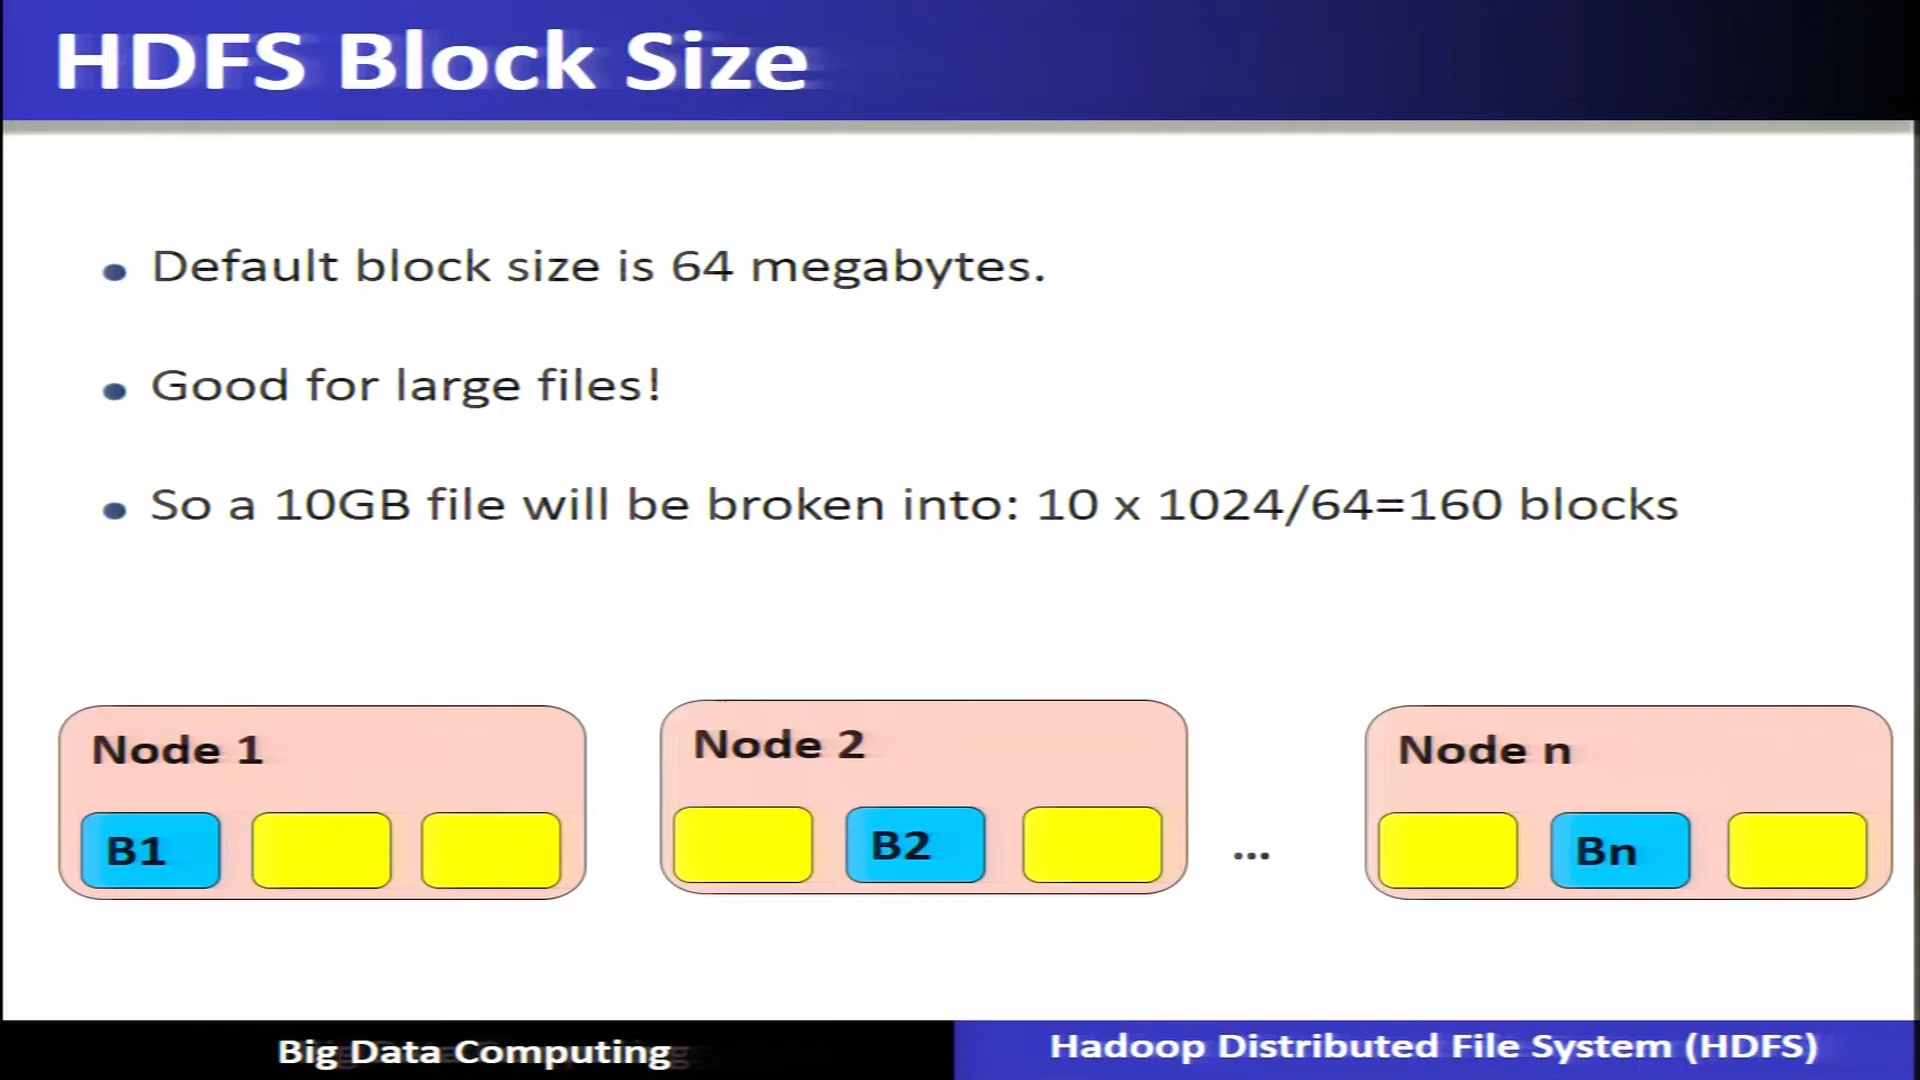 HDFS Block Size
• Default block size is 64 megabytes.
• Good for large files!
• So a 10GB file will be broken into: 10 x 1024/64=160 blocks
Node 1
B1
Node 2
B2
...
Node n
Bn
Big Data Computing
Hadoop Distributed File System (HDFS)